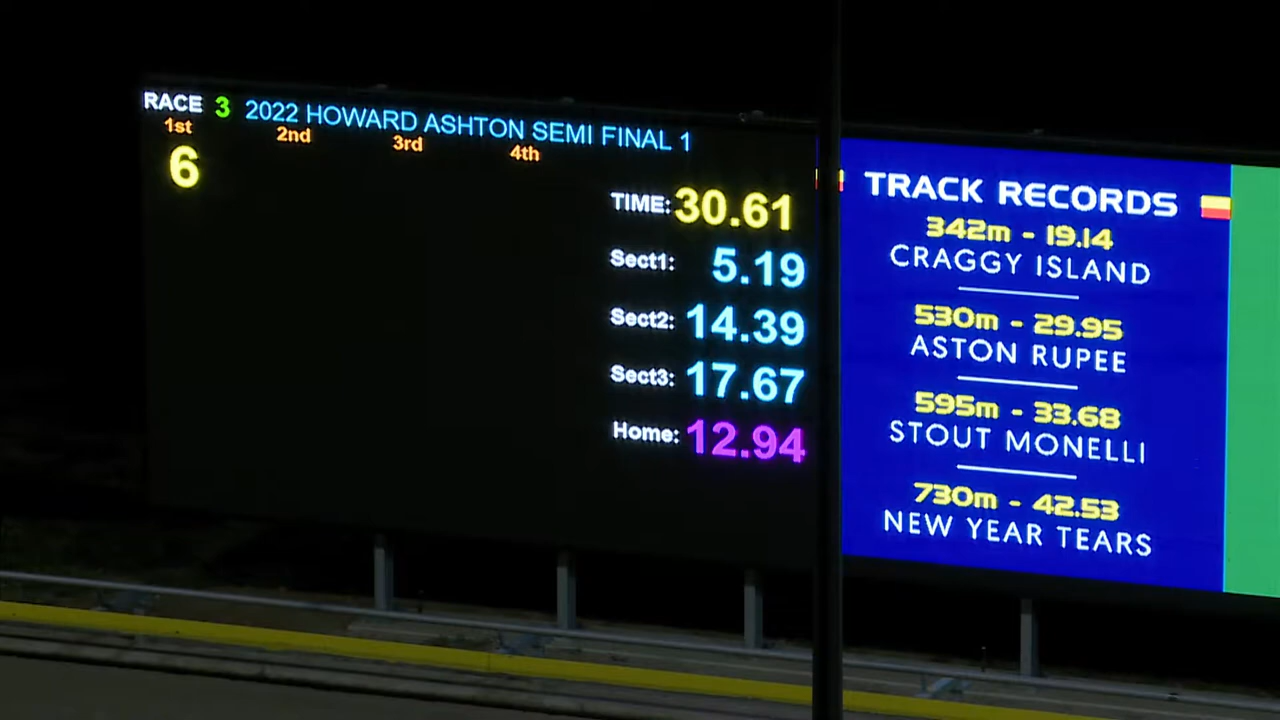 RACE 3 2022 HOWARD ASHTON SEMI FINAL 1
1st 2nd 3rd 4th
6
TIME: 30.61
Sect1: 5.19
Sect2: 14.39
Sect3: 17.67
Home: 12.94
TRACK RECORDS
342m - 19.14
CRAGGY ISLAND
530m - 29.95
ASTON RUPEE
595m - 33.68
STOUT MONELLI
730m - 42.53
NEW YEAR TEARS